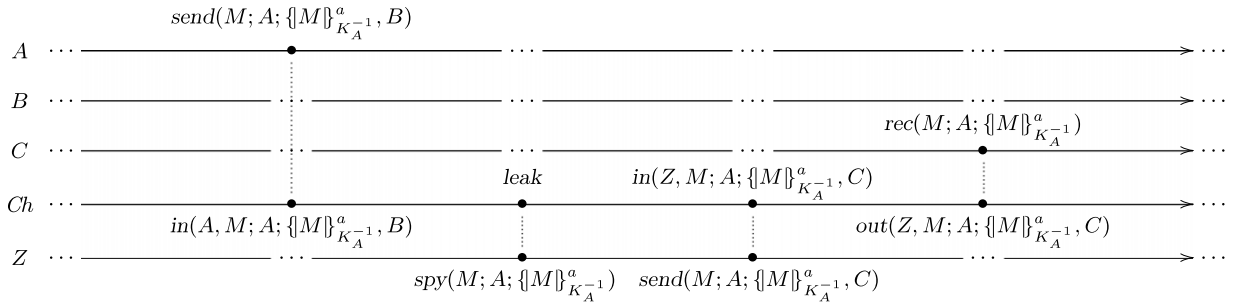 send(M; A; {|M|}^a_{K_A^{-1}}, B)
A ··· ··· ··· ··· ···
B ··· ··· ··· ··· ··· ···
rec(M; A; {|M|}^a_{K_A^{-1}})
C ··· ··· ··· ··· ···
leak in(Z, M; A; {|M|}^a_{K_A^{-1}}, C)
Ch ··· ···
in(A, M; A; {|M|}^a_{K_A^{-1}}, B) out(Z, M; A; {|M|}^a_{K_A^{-1}}, C)
Z ··· ··· ··· ···
spy(M; A; {|M|}^a_{K_A^{-1}}) send(M; A; {|M|}^a_{K_A^{-1}}, C)